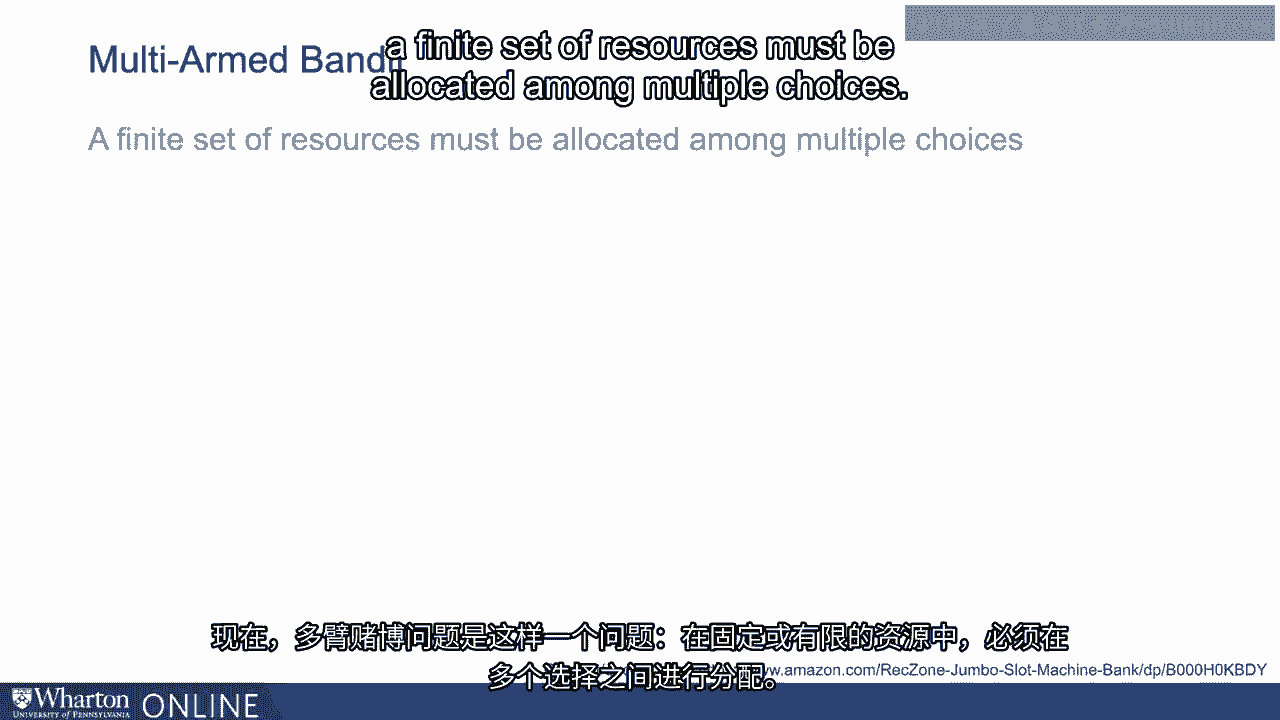 a finite set of resources must be
Multi-Armed Bandit
allocated among multiple choices.
A finite set of resources must be allocated among multiple choices
现在，多臂赌博问题是这样一个问题：在固定或有限的资源中，必须在
多个选择之间进行分配。
www.amazon.com/RecZone-Jumbo-Slot-Machine-Bank/dp/B000H0KBDY
Wharton ONLINE
UNIVERSITY of PENNSYLVANIA